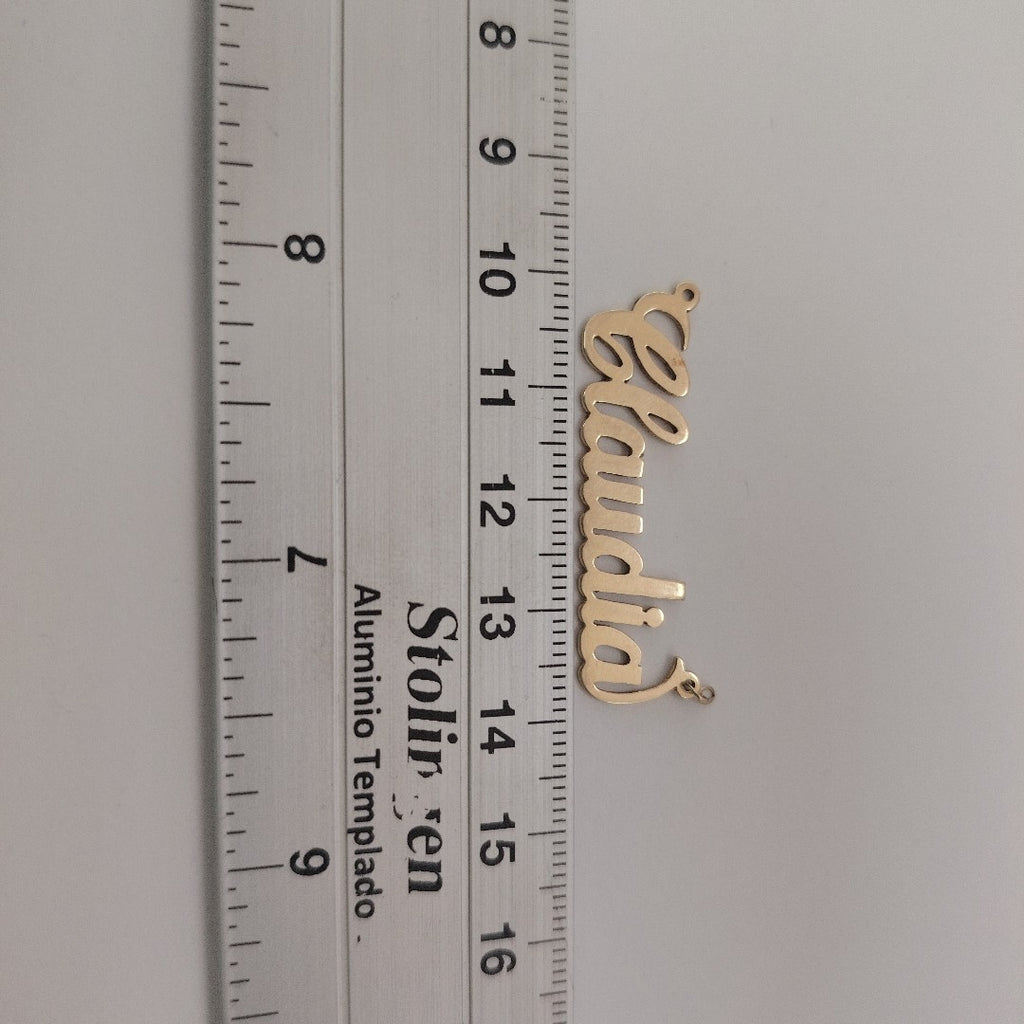 8 9 10 11 12 13 14 15 16
Claudia
Aluminio Templado
8 7 6